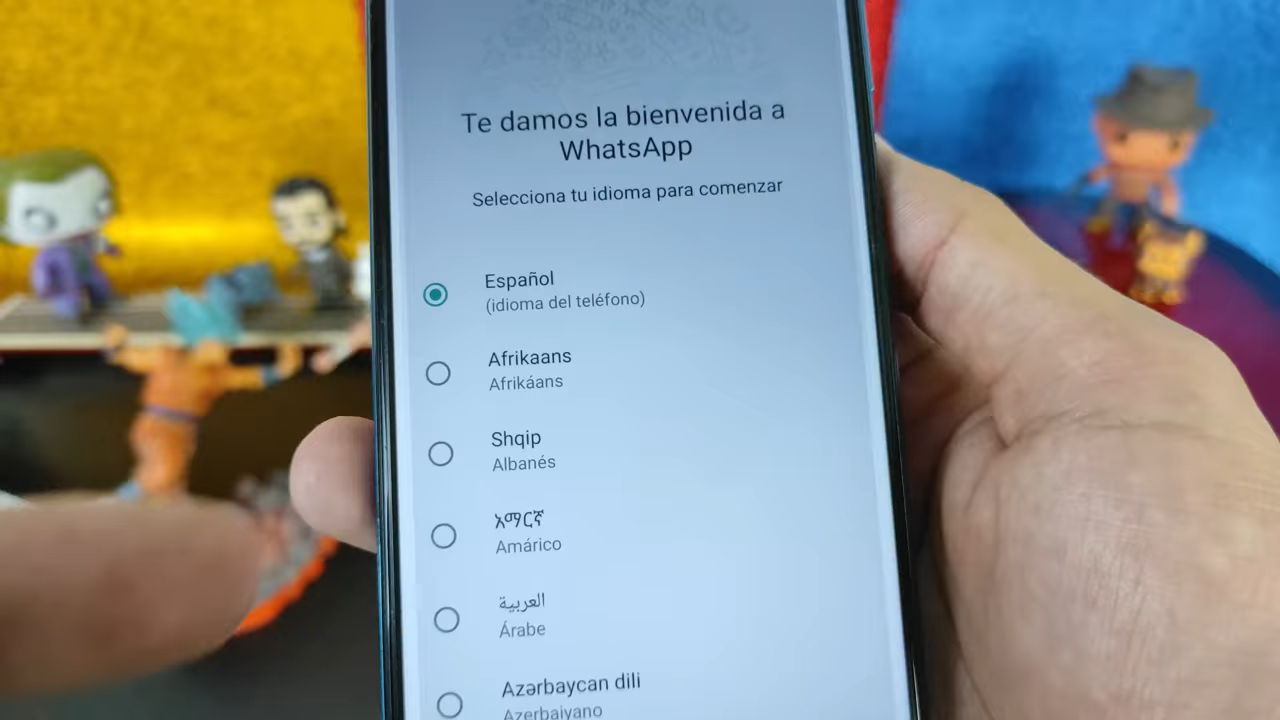 Te damos la bienvenida a
WhatsApp
Selecciona tu idioma para comenzar
Español
(idioma del teléfono)
Afrikaans
Afrikáans
Shqip
Albanés
አማርኛ
Amárico
العربية
Árabe
Azərbaycan dili
Azerbaiyano